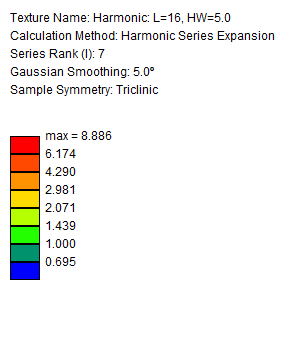 Texture Name: Harmonic: L=16, HW=5.0
Calculation Method: Harmonic Series Expansion
Series Rank (l): 7
Gaussian Smoothing: 5.0°
Sample Symmetry: Triclinic
max = 8.886
6.174
4.290
2.981
2.071
1.439
1.000
0.695